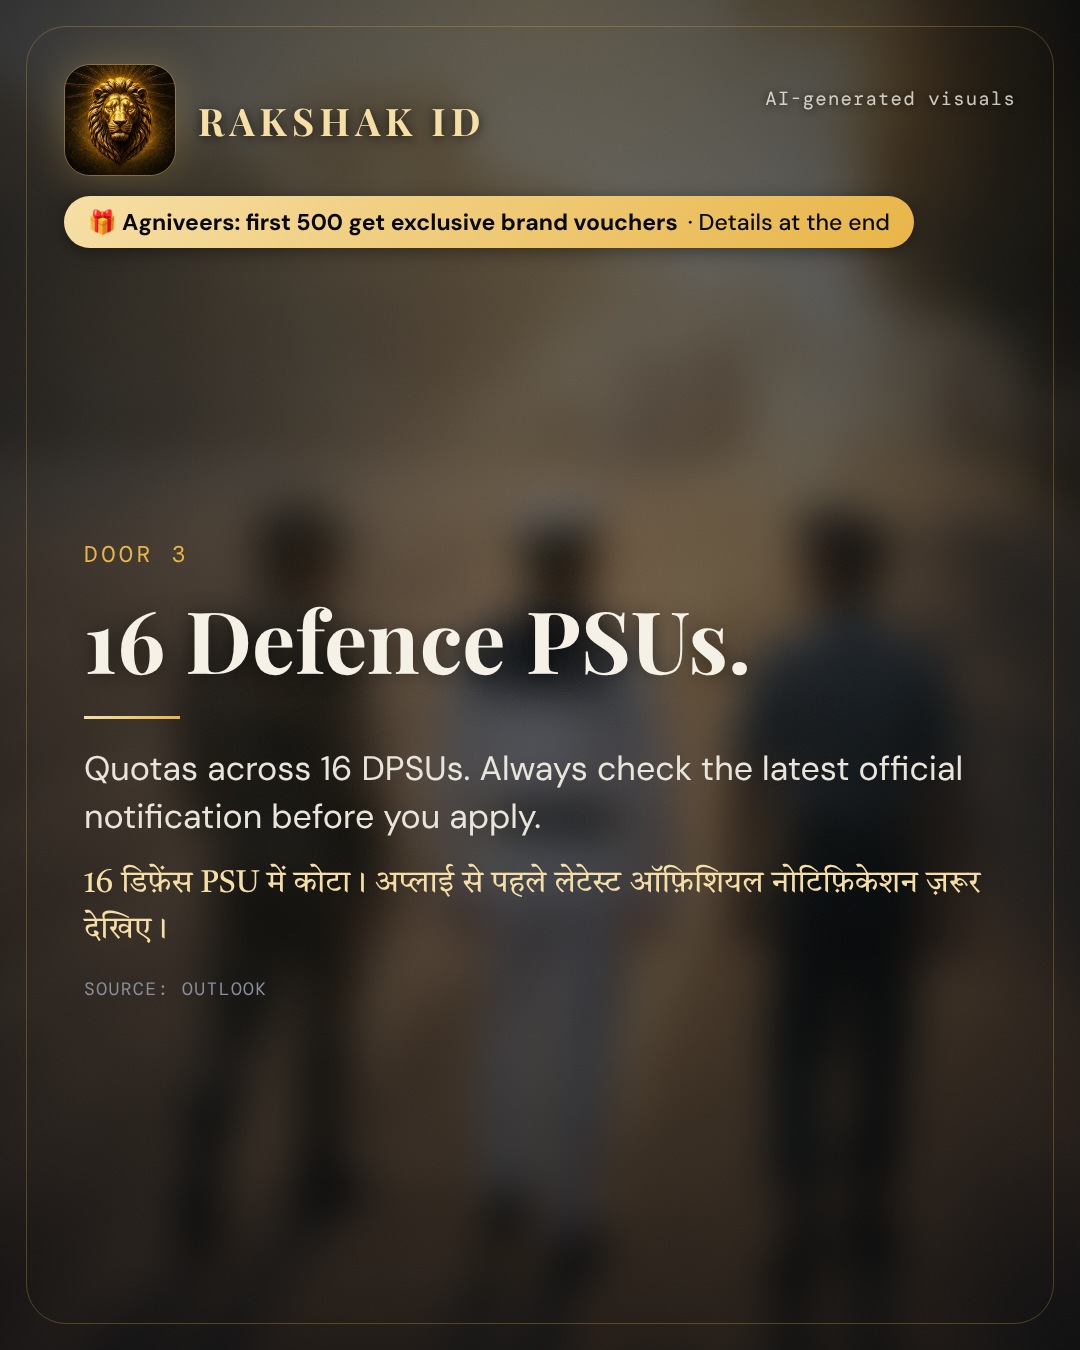 RAKSHAK ID
AI-generated visuals
🎁 Agniveers: first 500 get exclusive brand vouchers · Details at the end
DOOR 3
16 Defence PSUs.
Quotas across 16 DPSUs. Always check the latest official
notification before you apply.
16 डिफ़ेंस PSU में कोटा। अप्लाई से पहले लेटेस्ट ऑफ़िशियल नोटिफ़िकेशन ज़रूर
देखिए।
SOURCE: OUTLOOK